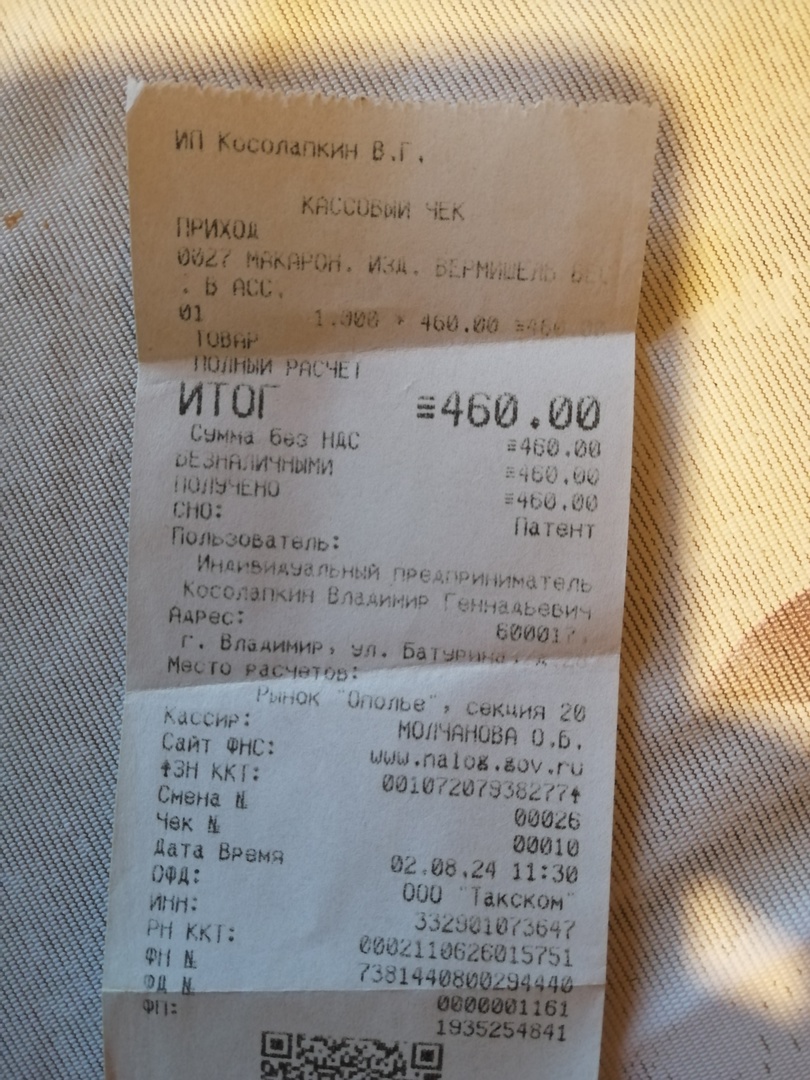 ИП Косолапкин В.Г.
КАССОВЫЙ ЧЕК
ПРИХОД
0027 МАКАРОН. ИЗД. ВЕРМИШЕЛЬ ВЕС
. В АСС.
01 1.000 * 460.00 ≡460.00
ТОВАР
ПОЛНЫЙ РАСЧЕТ
ИТОГ ≡460.00
Сумма без НДС ≡460.00
БЕЗНАЛИЧНЫМИ ≡460.00
ПОЛУЧЕНО ≡460.00
СНО: Патент
Пользователь:
Индивидуальный предприниматель
Косолапкин Владимир Геннадьевич
Адрес: 600017,
г. Владимир, ул. Батурина,
Место расчетов:
Рынок "Ополье", секция 20
Кассир: МОЛЧАНОВА О.Б.
Сайт ФНС: www.nalog.gov.ru
↑ЗН ККТ: 00107207938277↑
Смена № 00026
Чек № 00010
Дата Время 02.08.24 11:30
ОФД: ООО "Такском"
ИНН: 332901073647
РН ККТ: 0002110626015751
ФН № 7381440800294440
ФД № 0000001161
ФП: 1935254841